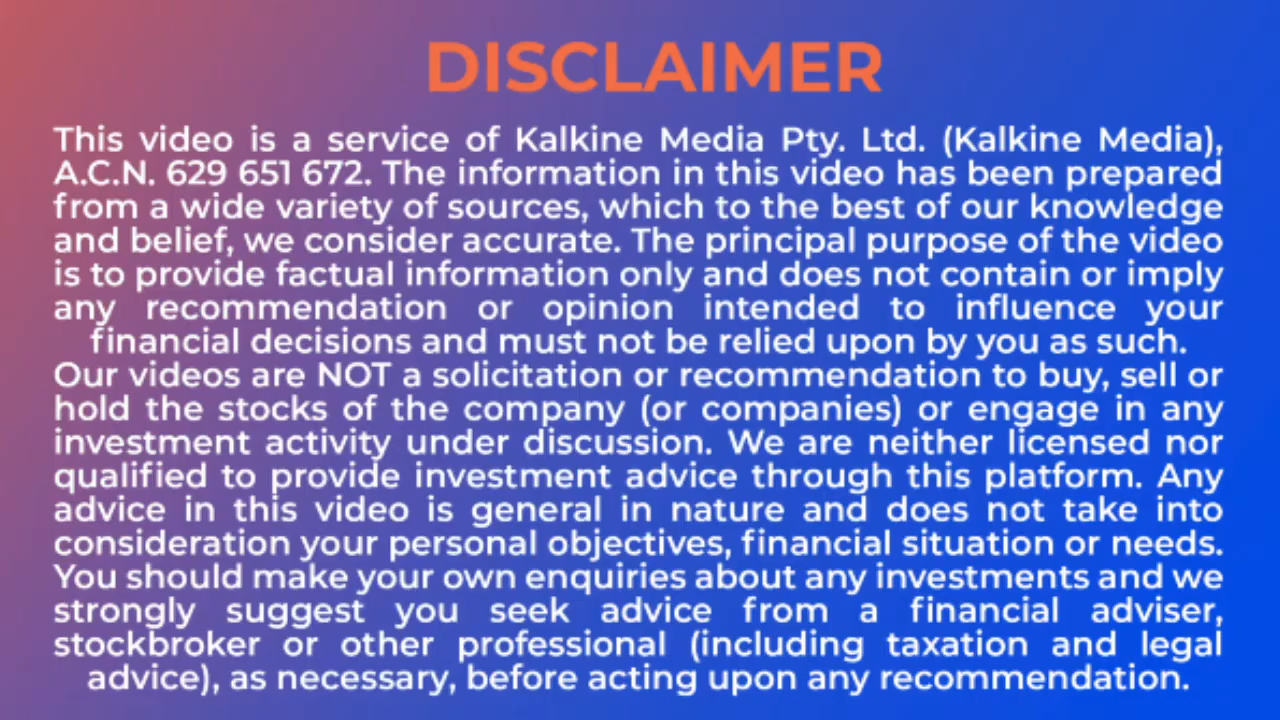 DISCLAIMER
This video is a service of Kalkine Media Pty. Ltd. (Kalkine Media),
A.C.N. 629 651 672. The information in this video has been prepared
from a wide variety of sources, which to the best of our knowledge
and belief, we consider accurate. The principal purpose of the video
is to provide factual information only and does not contain or imply
any recommendation or opinion intended to influence your
financial decisions and must not be relied upon by you as such.
Our videos are NOT a solicitation or recommendation to buy, sell or
hold the stocks of the company (or companies) or engage in any
investment activity under discussion. We are neither licensed nor
qualified to provide investment advice through this platform. Any
advice in this video is general in nature and does not take into
consideration your personal objectives, financial situation or needs.
You should make your own enquiries about any investments and we
strongly suggest you seek advice from a financial adviser,
stockbroker or other professional (including taxation and legal
advice), as necessary, before acting upon any recommendation.